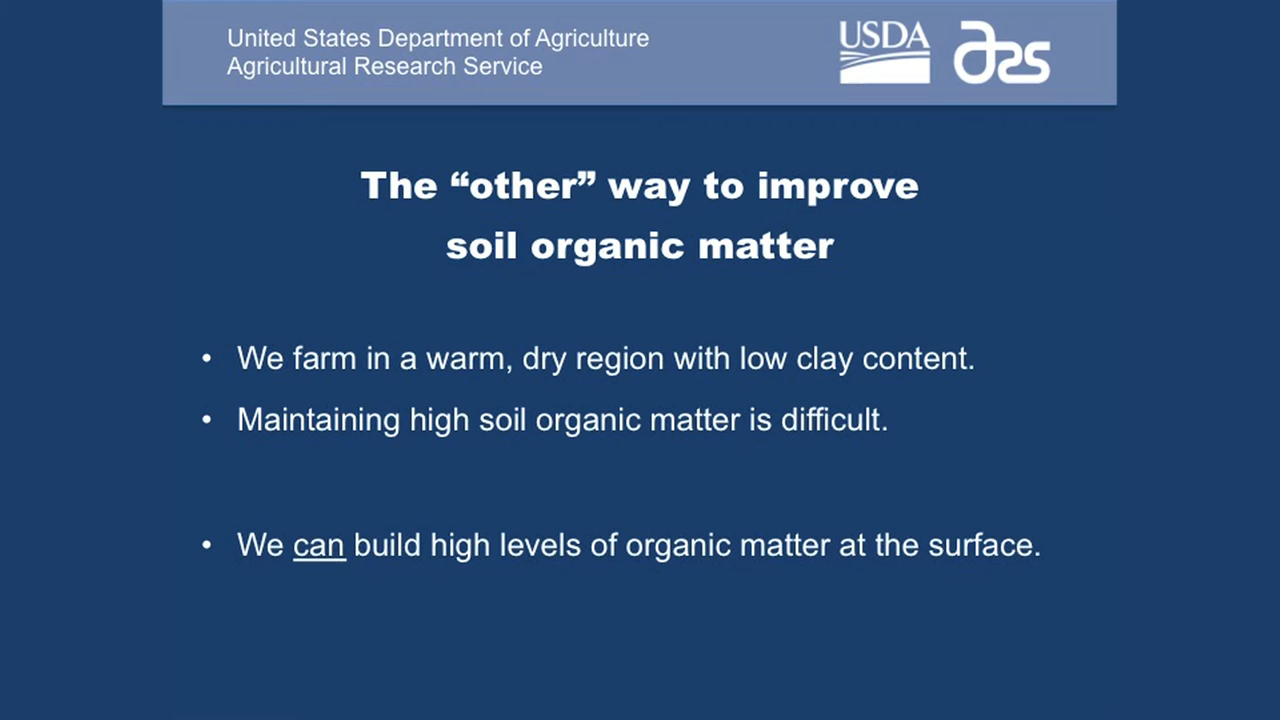 United States Department of Agriculture
Agricultural Research Service
USDA
ars
The “other” way to improve
soil organic matter
• We farm in a warm, dry region with low clay content.
• Maintaining high soil organic matter is difficult.
• We can build high levels of organic matter at the surface.